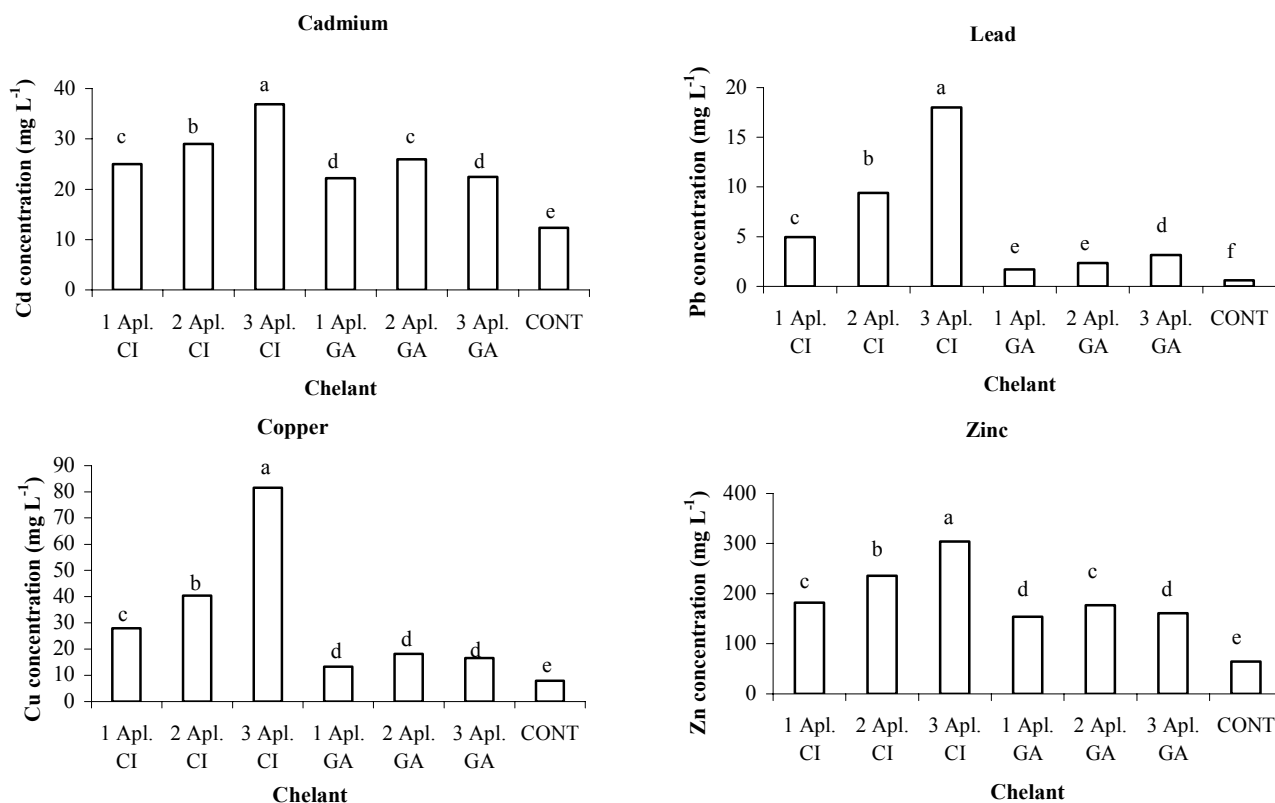 Cadmium
Cd concentration (mg L-1)
40
30
20
10
0
c
b
a
d
c
d
e
1 Apl. 2 Apl. 3 Apl. 1 Apl. 2 Apl. 3 Apl. CONT
CI CI CI GA GA GA
Chelant
Lead
Pb concentration (mg L-1)
20
15
10
5
0
c
b
a
e
e
d
f
1 Apl. 2 Apl. 3 Apl. 1 Apl. 2 Apl. 3 Apl. CONT
CI CI CI GA GA GA
Chelant
Copper
Cu concentration (mg L-1)
90
80
70
60
50
40
30
20
10
0
c
b
a
d
d
d
e
1 Apl. 2 Apl. 3 Apl. 1 Apl. 2 Apl. 3 Apl. CONT
CI CI CI GA GA GA
Chelant
Zinc
Zn concentration (mg L-1)
400
300
200
100
0
c
b
a
d
c
d
e
1 Apl. 2 Apl. 3 Apl. 1 Apl. 2 Apl. 3 Apl. CONT
CI CI CI GA GA GA
Chelant